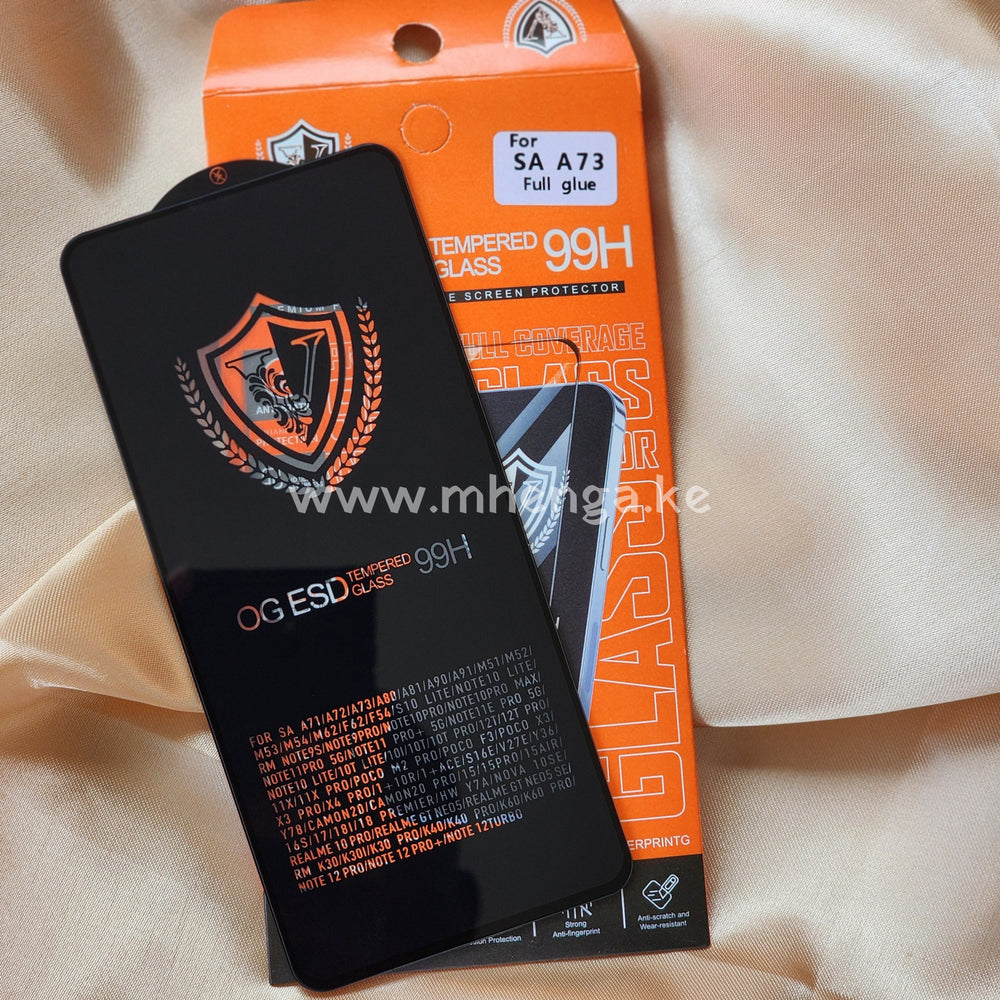 For
SA A73
Full glue
TEMPERED
GLASS
99H
E SCREEN PROTECTOR
FULL COVERAGE
GLASS
FOR
GLASS
www.mhenga.ke
OG ESD TEMPERED GLASS 99H
FOR SA A71/A72/A73/A80/A81/A90/A91/M51/M52/
M53/M54/M62/F62/F54/S10 LITE/NOTE10 LITE/
RM NOTE9S/NOTE9PRO/NOTE10PRO/NOTE10PRO MAX/
NOTE11PRO 5G/NOTE11 PRO+ 5G/NOTE11E PRO 5G/
NOTE10 LITE/10T LITE/10I/10T/10T PRO/12T/12T PRO/
11X/11X PRO/POCO M2 PRO/POCO F3/POCO X3/
X3 PRO/X4 PRO/1+10R/1+ACE/S16E/V27E/Y36/
Y78/CAMON20/CAMON20 PRO/15/15PRO/15AIR/
16S/17/18I/18 PREMIER/HW Y7A/NOVA 10SE/
REALME 10 PRO/REALME GT NEO5/REALME GT NEO5 SE/
RM K30/K30I/K30 PRO/K40/K40 PRO/K60/K60 PRO/
NOTE 12 PRO/NOTE 12 PRO+/NOTE 12TURBO
ERPRINTG
Protection
Strong
Anti-fingerprint
Anti-scratch and
Wear-resistant